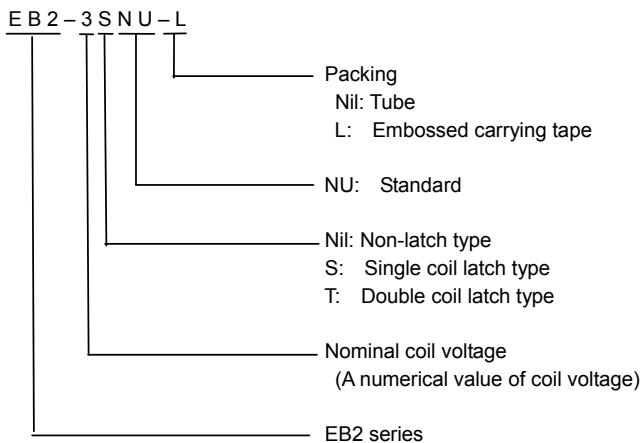 E B 2 – 3 S N U – L
Packing
Nil: Tube
L: Embossed carrying tape
NU: Standard
Nil: Non-latch type
S: Single coil latch type
T: Double coil latch type
Nominal coil voltage
(A numerical value of coil voltage)
EB2 series